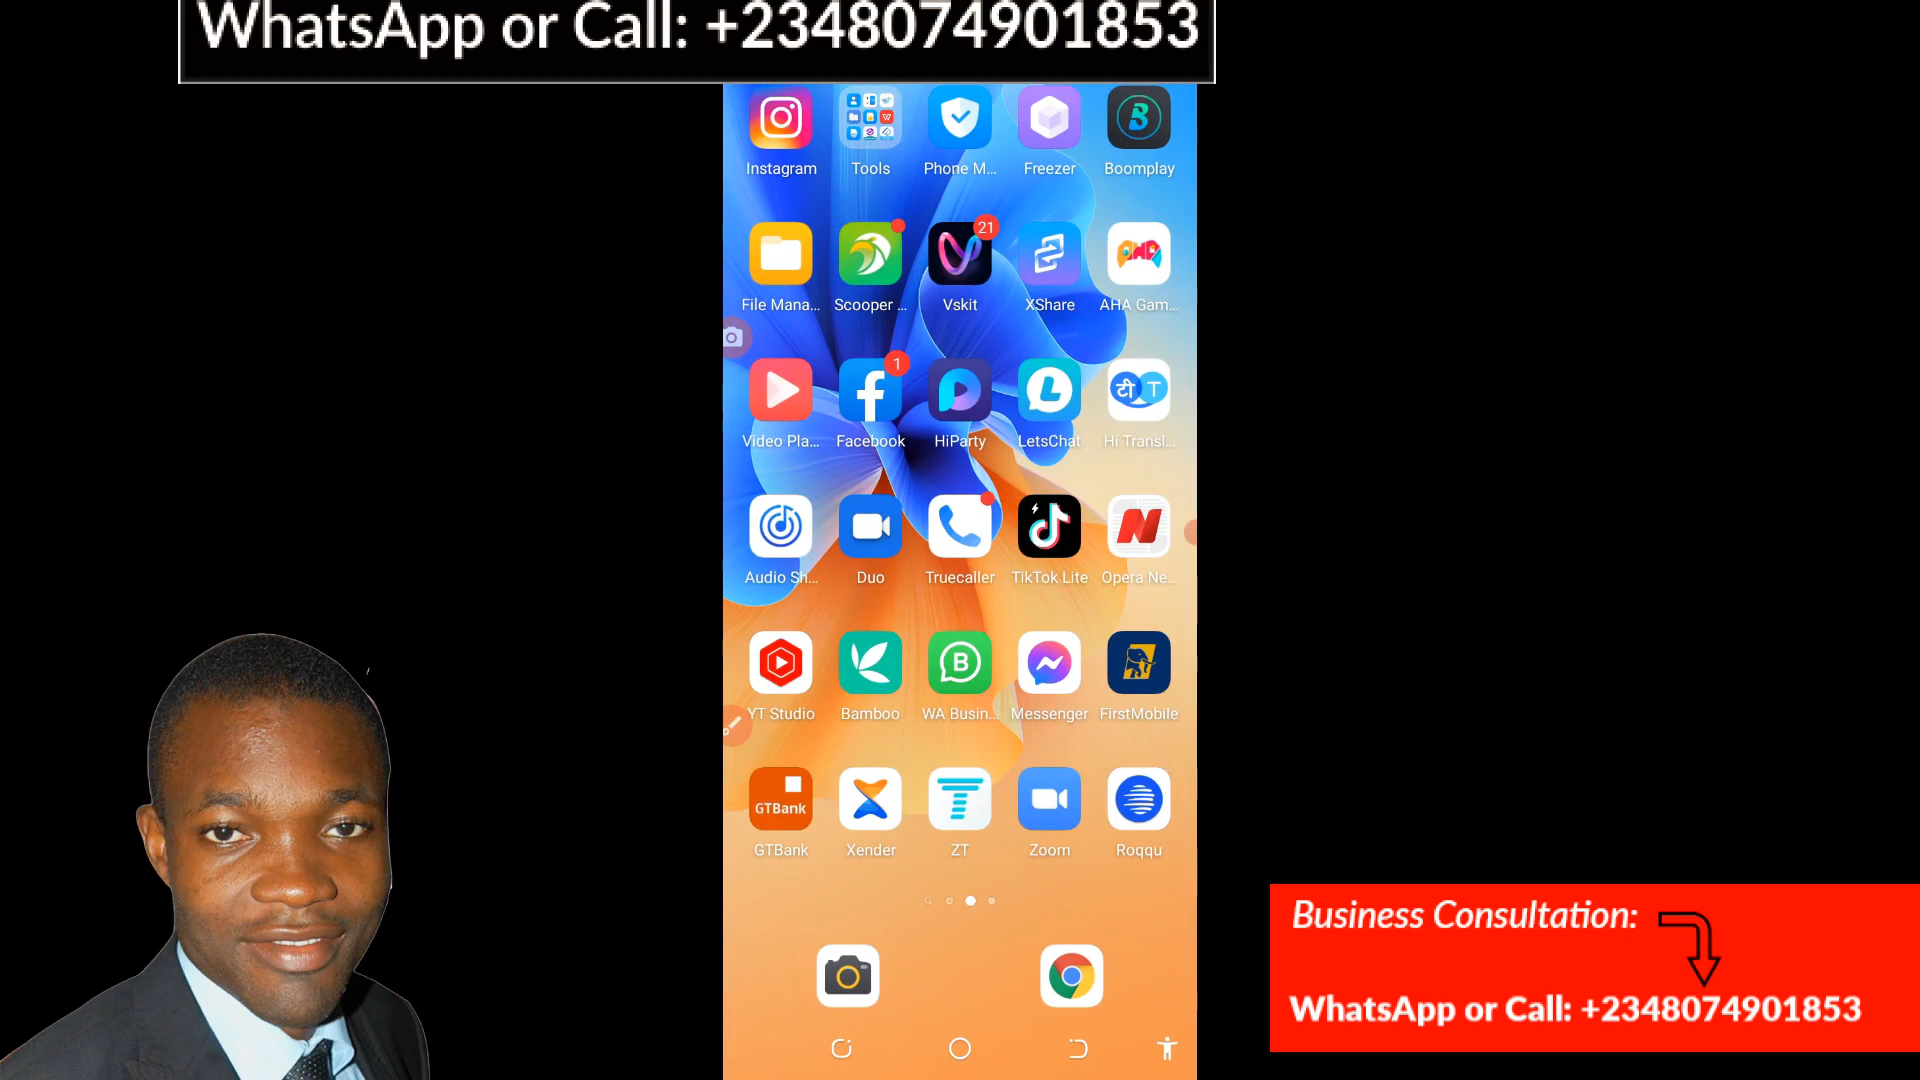 WhatsApp or Call: +2348074901853
Instagram Tools Phone M... Freezer Boomplay
21
File Mana... Scooper ... Vskit XShare AHA Gam...
1
Video Pla... Facebook HiParty LetsChat Hi Transl...
टी T
Audio Sh... Duo Truecaller TikTok Lite Opera Ne...
B
YT Studio Bamboo WA Busin... Messenger FirstMobile
GTBank
GTBank Xender ZT Zoom Roqqu
Business Consultation:
WhatsApp or Call: +2348074901853